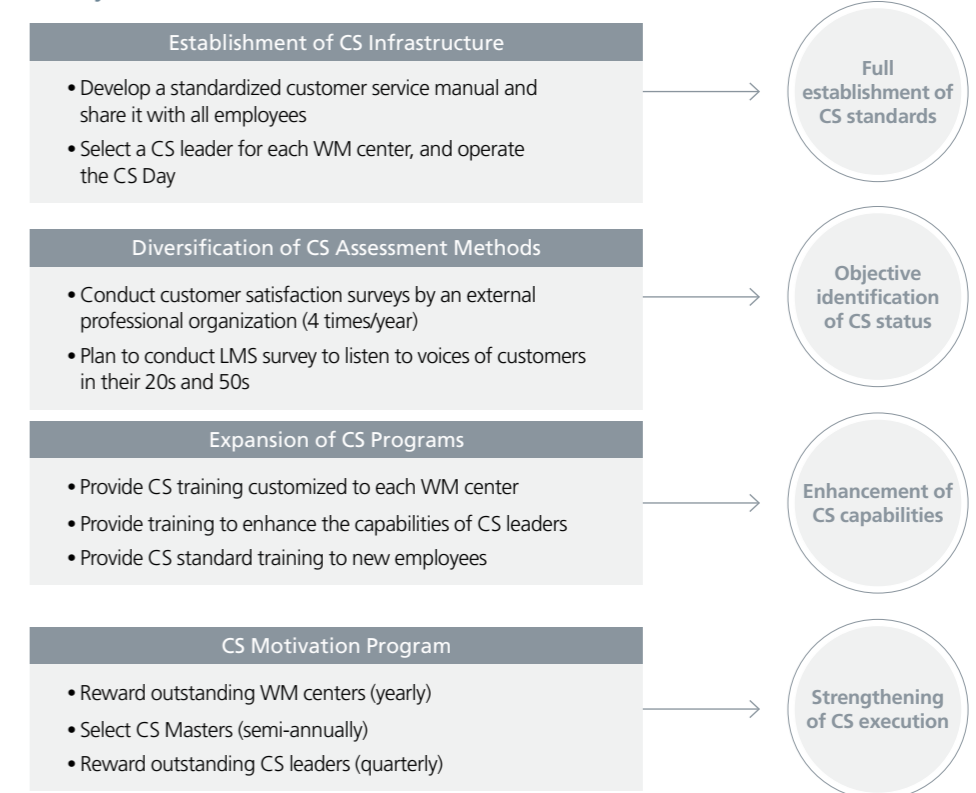 Establishment of CS Infrastructure
• Develop a standardized customer service manual and
share it with all employees
• Select a CS leader for each WM center, and operate
the CS Day
Full
establishment of
CS standards
Diversification of CS Assessment Methods
• Conduct customer satisfaction surveys by an external
professional organization (4 times/year)
• Plan to conduct LMS survey to listen to voices of customers
in their 20s and 50s
Objective
identification
of CS status
Expansion of CS Programs
• Provide CS training customized to each WM center
• Provide training to enhance the capabilities of CS leaders
• Provide CS standard training to new employees
Enhancement of
CS capabilities
CS Motivation Program
• Reward outstanding WM centers (yearly)
• Select CS Masters (semi-annually)
• Reward outstanding CS leaders (quarterly)
Strengthening
of CS execution